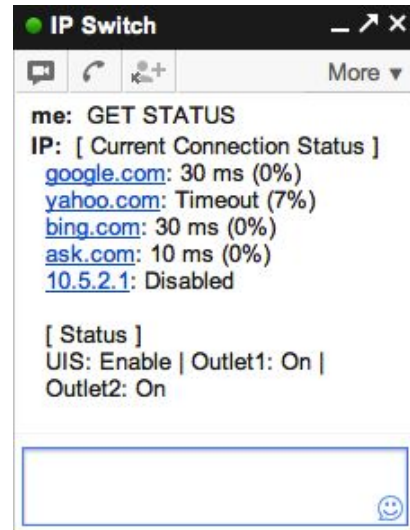 IP Switch
More
me: GET STATUS
IP: [ Current Connection Status ]
google.com: 30 ms (0%)
yahoo.com: Timeout (7%)
bing.com: 30 ms (0%)
ask.com: 10 ms (0%)
10.5.2.1: Disabled
[ Status ]
UIS: Enable | Outlet1: On |
Outlet2: On